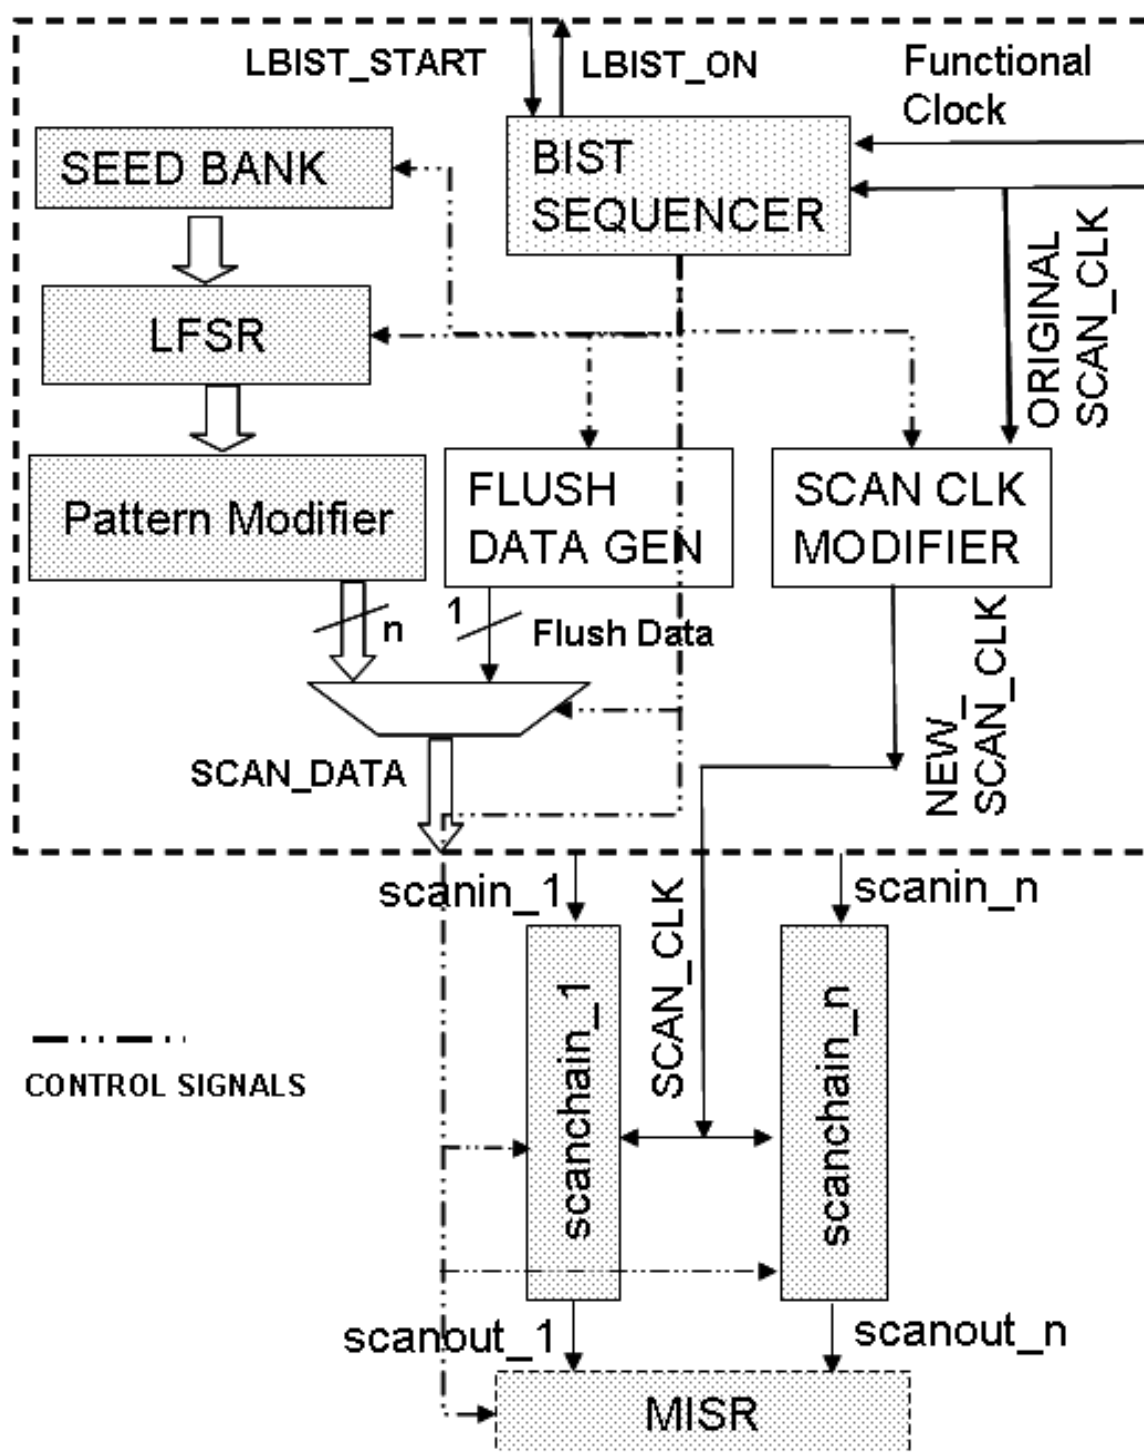 LBIST_START
LBIST_ON
Functional
Clock
SEED BANK
BIST
SEQUENCER
ORIGINAL
SCAN_CLK
LFSR
Pattern Modifier
FLUSH
DATA GEN
SCAN CLK
MODIFIER
n
1
Flush Data
NEW_
SCAN_CLK
SCAN_DATA
scanin_1
SCAN_CLK
scanin_n
scanchain_1
scanchain_n
CONTROL SIGNALS
scanout_1
scanout_n
MISR